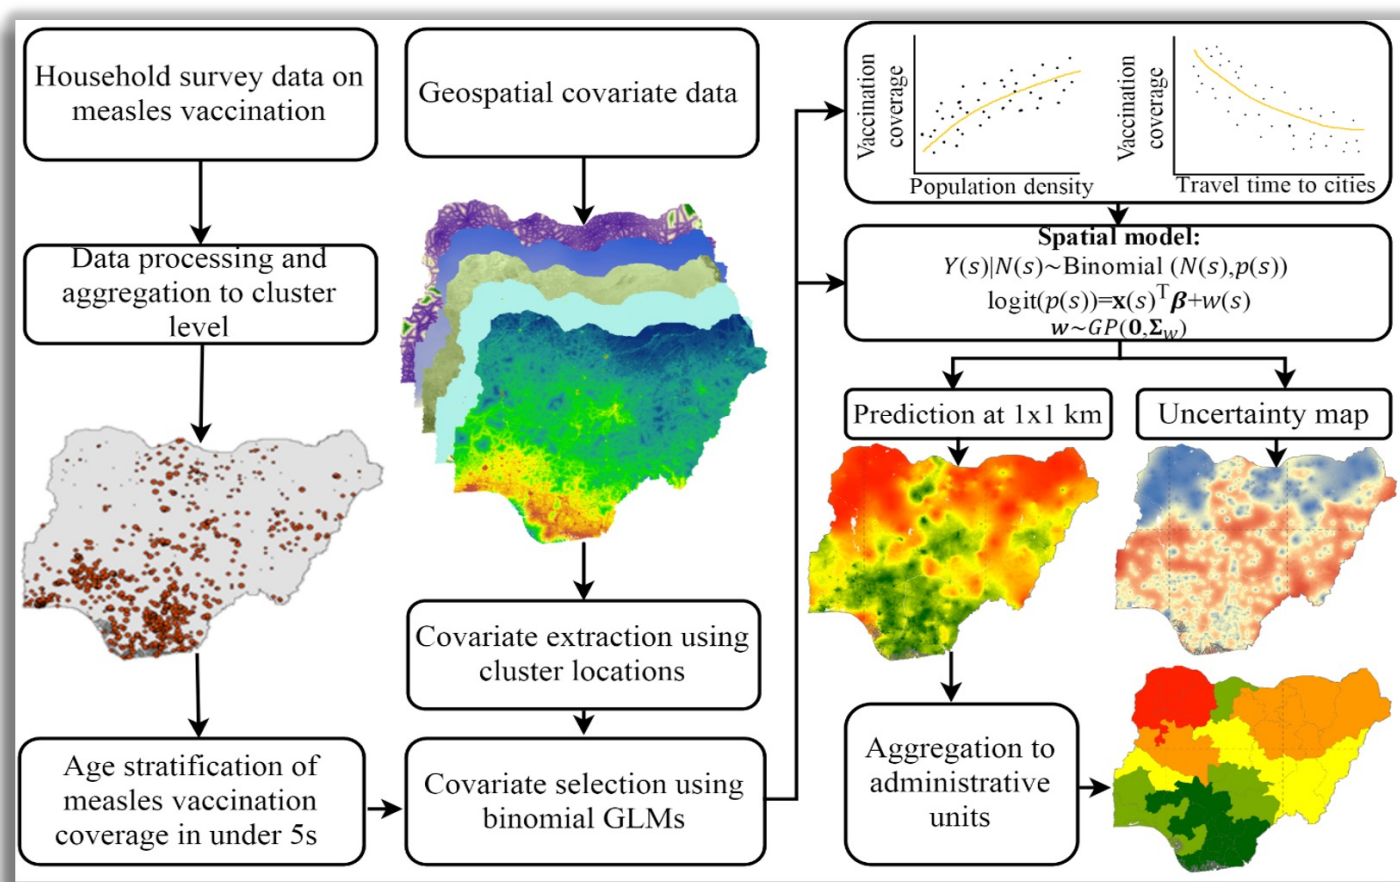 Household survey data on
measles vaccination
Data processing and
aggregation to cluster
level
Age stratification of
measles vaccination
coverage in under 5s
Geospatial covariate data
Covariate extraction using
cluster locations
Covariate selection using
binomial GLMs
Vaccination
coverage
Population density
Vaccination
coverage
Travel time to cities
Spatial model:
Y(s)|N(s)~Binomial (N(s),p(s))
logit(p(s))=x(s)ᵀβ+w(s)
w~GP(0,Σ_W)
Prediction at 1x1 km
Uncertainty map
Aggregation to
administrative
units